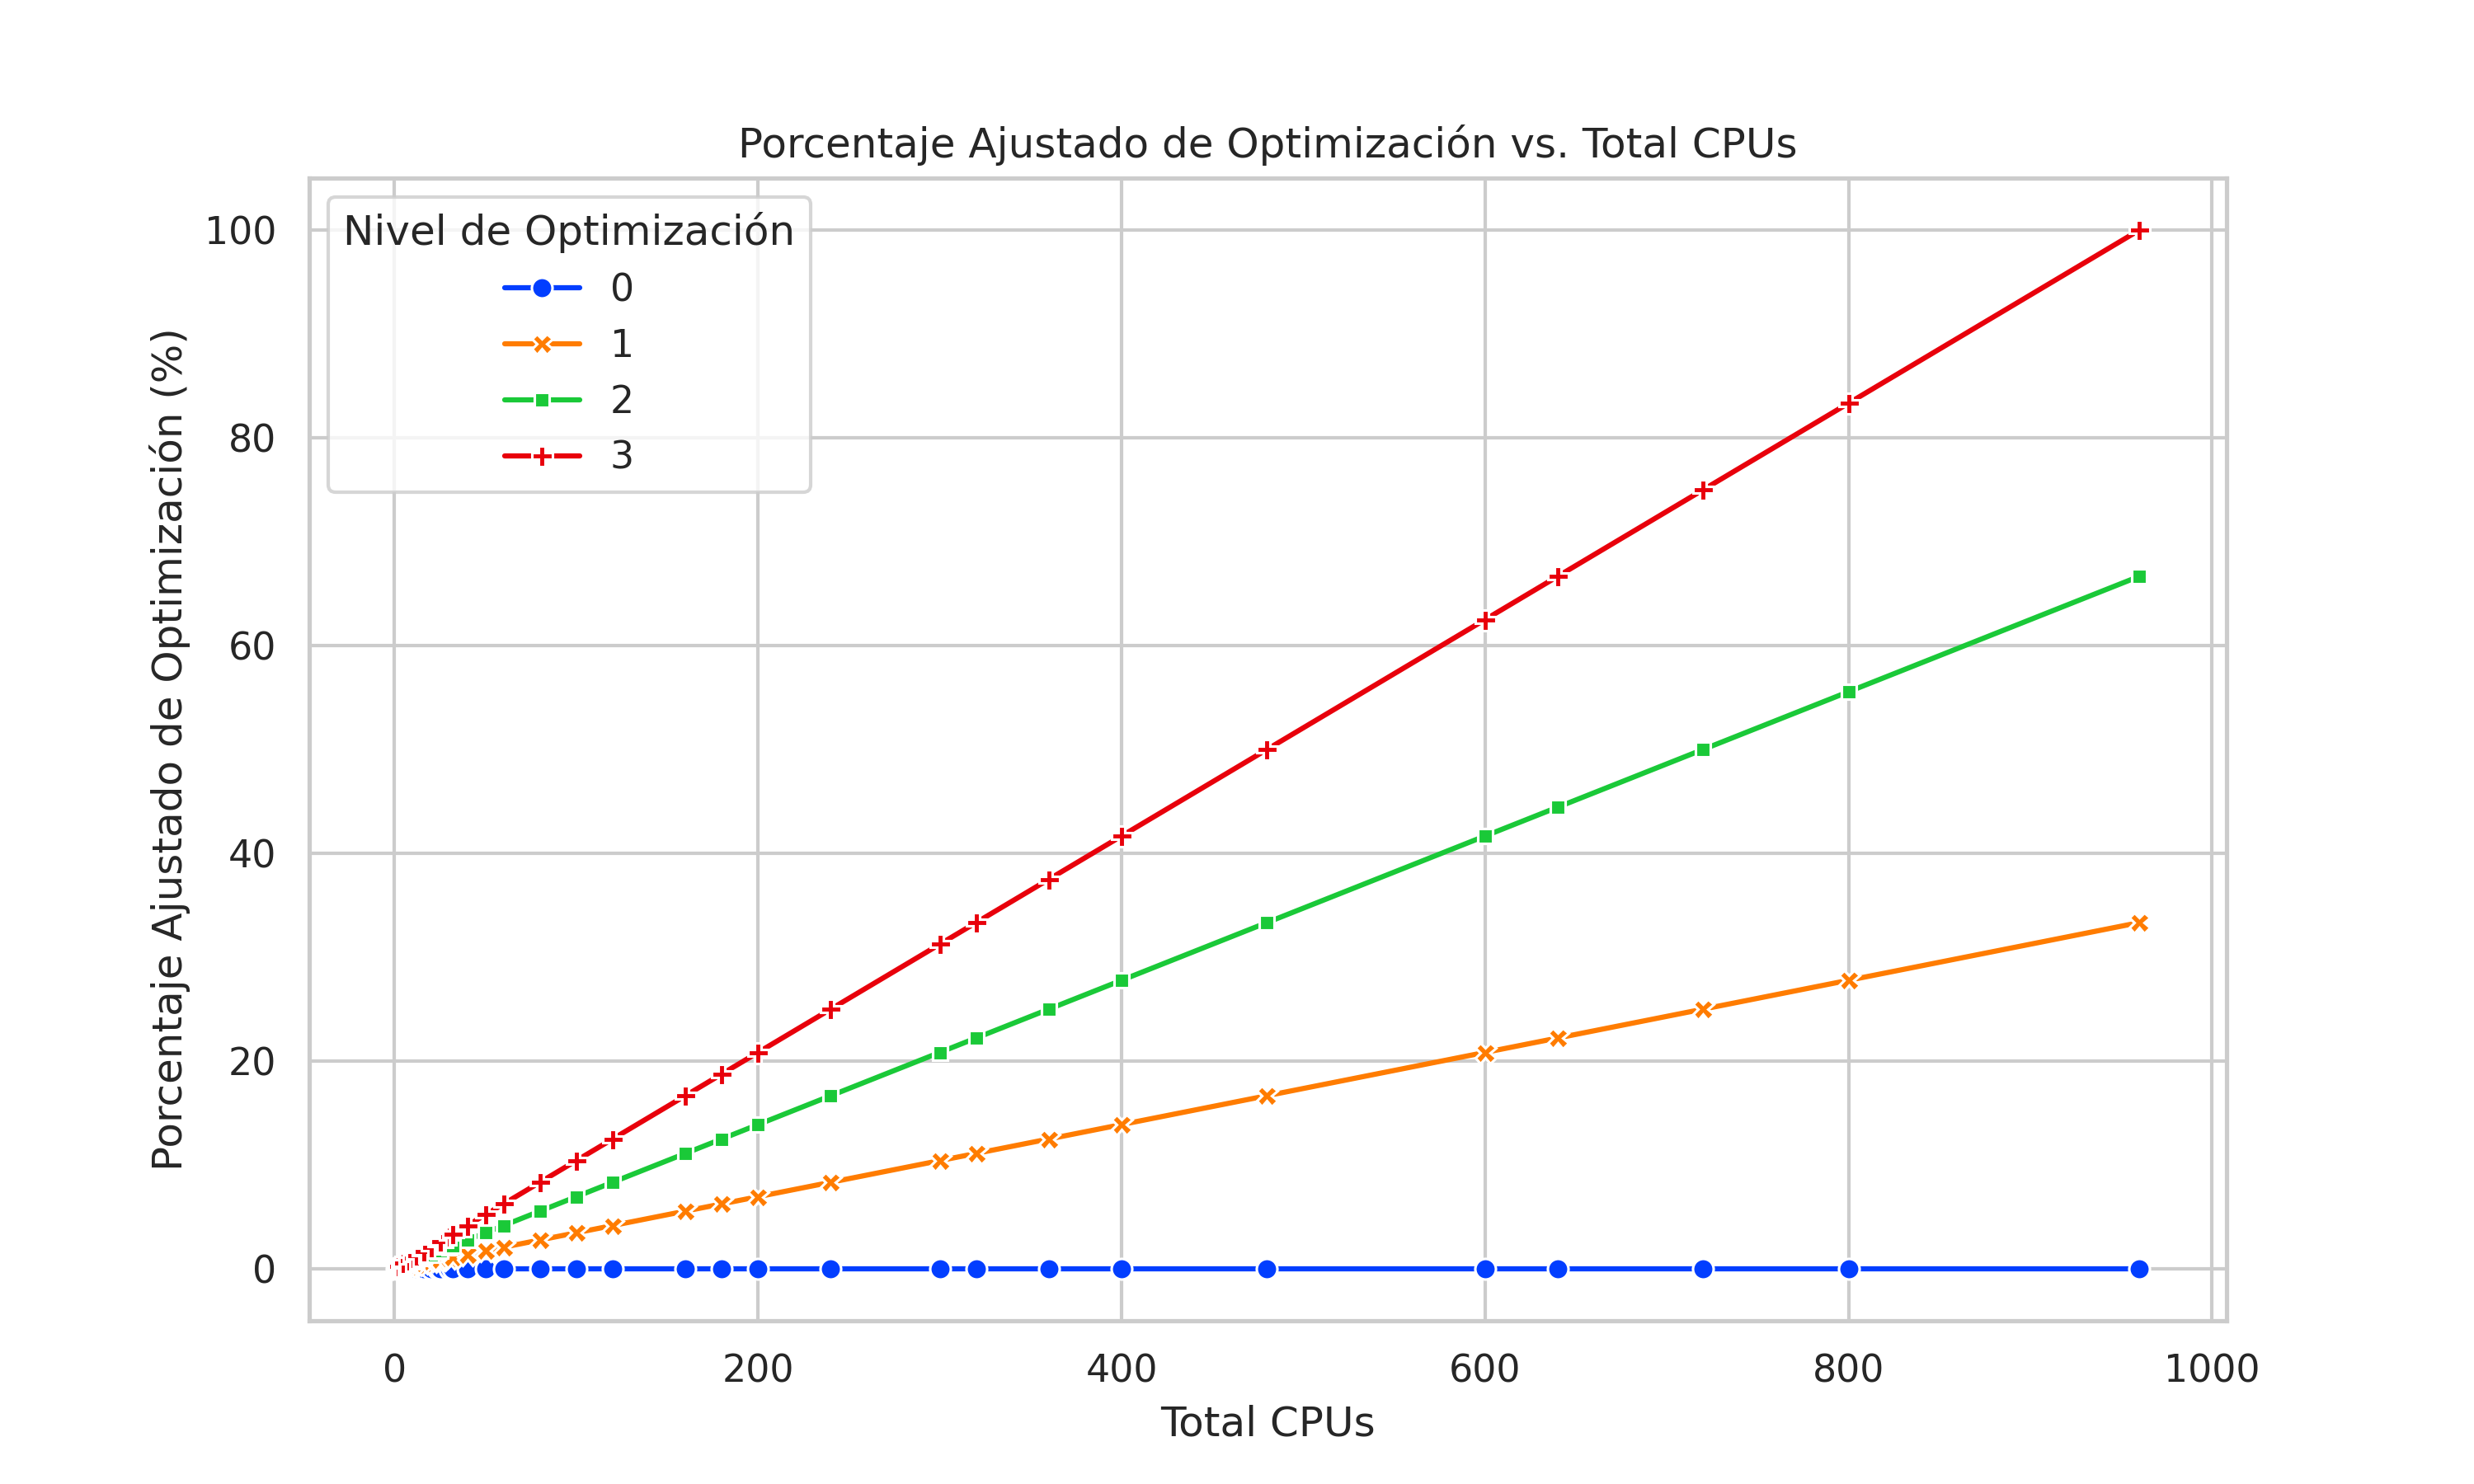 Porcentaje Ajustado de Optimización vs. Total CPUs
Nivel de Optimización
0
1
2
3
Porcentaje Ajustado de Optimización (%)
100
80
60
40
20
0
0 200 400 600 800 1000
Total CPUs